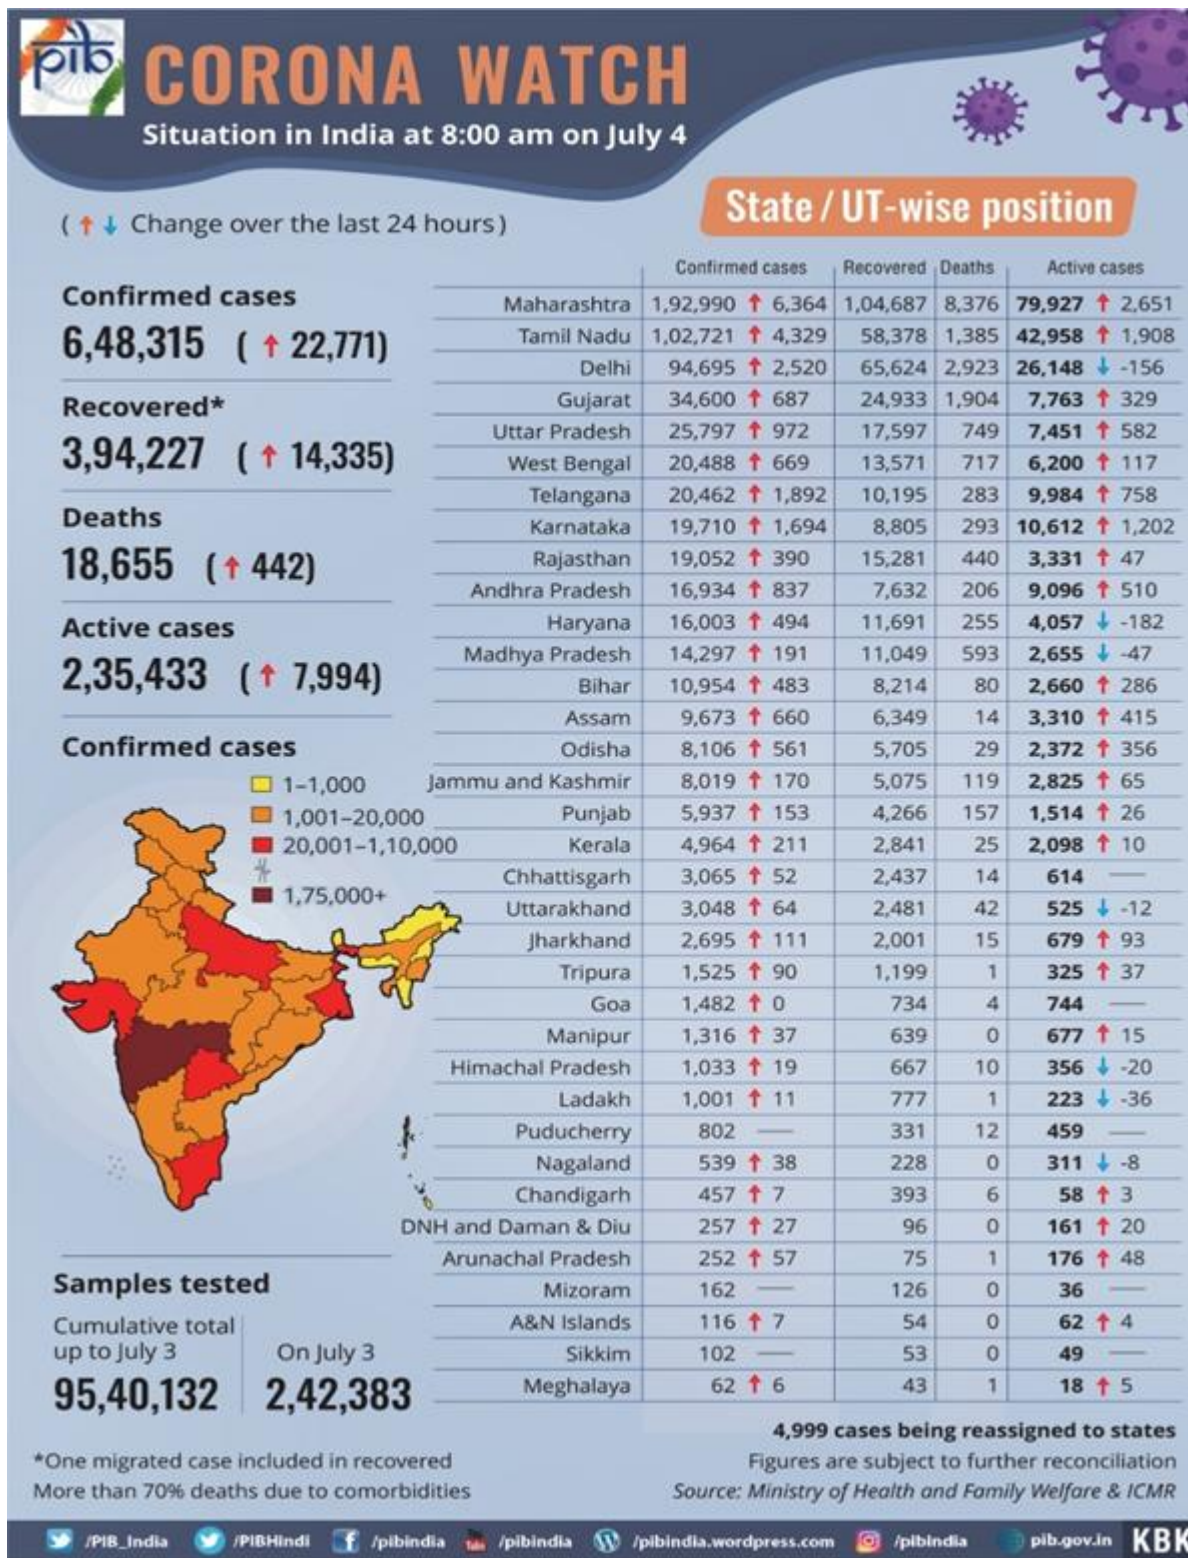 pib
CORONA WATCH
Situation in India at 8:00 am on July 4
(↑↓ Change over the last 24 hours)
Confirmed cases
6,48,315 (↑ 22,771)
Recovered*
3,94,227 (↑ 14,335)
Deaths
18,655 (↑ 442)
Active cases
2,35,433 (↑ 7,994)
Confirmed cases
1–1,000
1,001–20,000
20,001–1,10,000
1,75,000+
Samples tested
Cumulative total
up to July 3
95,40,132
On July 3
2,42,383
*One migrated case included in recovered
More than 70% deaths due to comorbidities
State / UT-wise position
Confirmed cases Recovered Deaths Active cases
Maharashtra 1,92,990 ↑ 6,364 1,04,687 8,376 79,927 ↑ 2,651
Tamil Nadu 1,02,721 ↑ 4,329 58,378 1,385 42,958 ↑ 1,908
Delhi 94,695 ↑ 2,520 65,624 2,923 26,148 ↓ -156
Gujarat 34,600 ↑ 687 24,933 1,904 7,763 ↑ 329
Uttar Pradesh 25,797 ↑ 972 17,597 749 7,451 ↑ 582
West Bengal 20,488 ↑ 669 13,571 717 6,200 ↑ 117
Telangana 20,462 ↑ 1,892 10,195 283 9,984 ↑ 758
Karnataka 19,710 ↑ 1,694 8,805 293 10,612 ↑ 1,202
Rajasthan 19,052 ↑ 390 15,281 440 3,331 ↑ 47
Andhra Pradesh 16,934 ↑ 837 7,632 206 9,096 ↑ 510
Haryana 16,003 ↑ 494 11,691 255 4,057 ↓ -182
Madhya Pradesh 14,297 ↑ 191 11,049 593 2,655 ↓ -47
Bihar 10,954 ↑ 483 8,214 80 2,660 ↑ 286
Assam 9,673 ↑ 660 6,349 14 3,310 ↑ 415
Odisha 8,106 ↑ 561 5,705 29 2,372 ↑ 356
Jammu and Kashmir 8,019 ↑ 170 5,075 119 2,825 ↑ 65
Punjab 5,937 ↑ 153 4,266 157 1,514 ↑ 26
Kerala 4,964 ↑ 211 2,841 25 2,098 ↑ 10
Chhattisgarh 3,065 ↑ 52 2,437 14 614 —
Uttarakhand 3,048 ↑ 64 2,481 42 525 ↓ -12
Jharkhand 2,695 ↑ 111 2,001 15 679 ↑ 93
Tripura 1,525 ↑ 90 1,199 1 325 ↑ 37
Goa 1,482 ↑ 0 734 4 744 —
Manipur 1,316 ↑ 37 639 0 677 ↑ 15
Himachal Pradesh 1,033 ↑ 19 667 10 356 ↓ -20
Ladakh 1,001 ↑ 11 777 1 223 ↓ -36
Puducherry 802 — 331 12 459 —
Nagaland 539 ↑ 38 228 0 311 ↓ -8
Chandigarh 457 ↑ 7 393 6 58 ↑ 3
DNH and Daman & Diu 257 ↑ 27 96 0 161 ↑ 20
Arunachal Pradesh 252 ↑ 57 75 1 176 ↑ 48
Mizoram 162 — 126 0 36 —
A&N Islands 116 ↑ 7 54 0 62 ↑ 4
Sikkim 102 — 53 0 49 —
Meghalaya 62 ↑ 6 43 1 18 ↑ 5
4,999 cases being reassigned to states
Figures are subject to further reconciliation
Source: Ministry of Health and Family Welfare & ICMR
/PIB_India /PIBHindi /pibindia /pibindia /pibindia.wordpress.com /pibindia pib.gov.in KBK